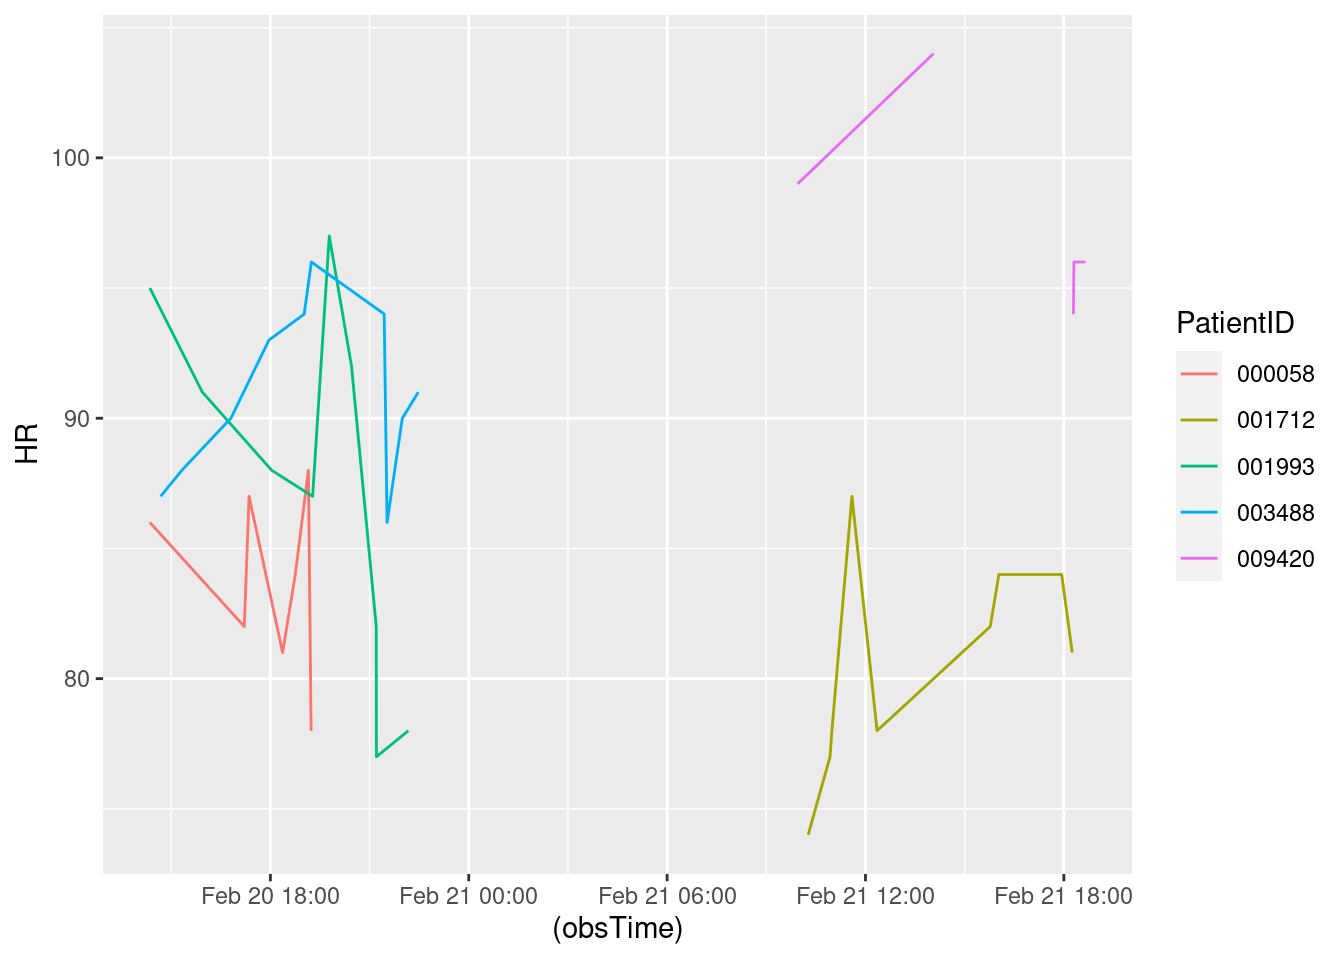 HR
100
90
80
Feb 20 18:00
Feb 21 00:00
Feb 21 06:00
Feb 21 12:00
Feb 21 18:00
(obsTime)
PatientID
000058
001712
001993
003488
009420